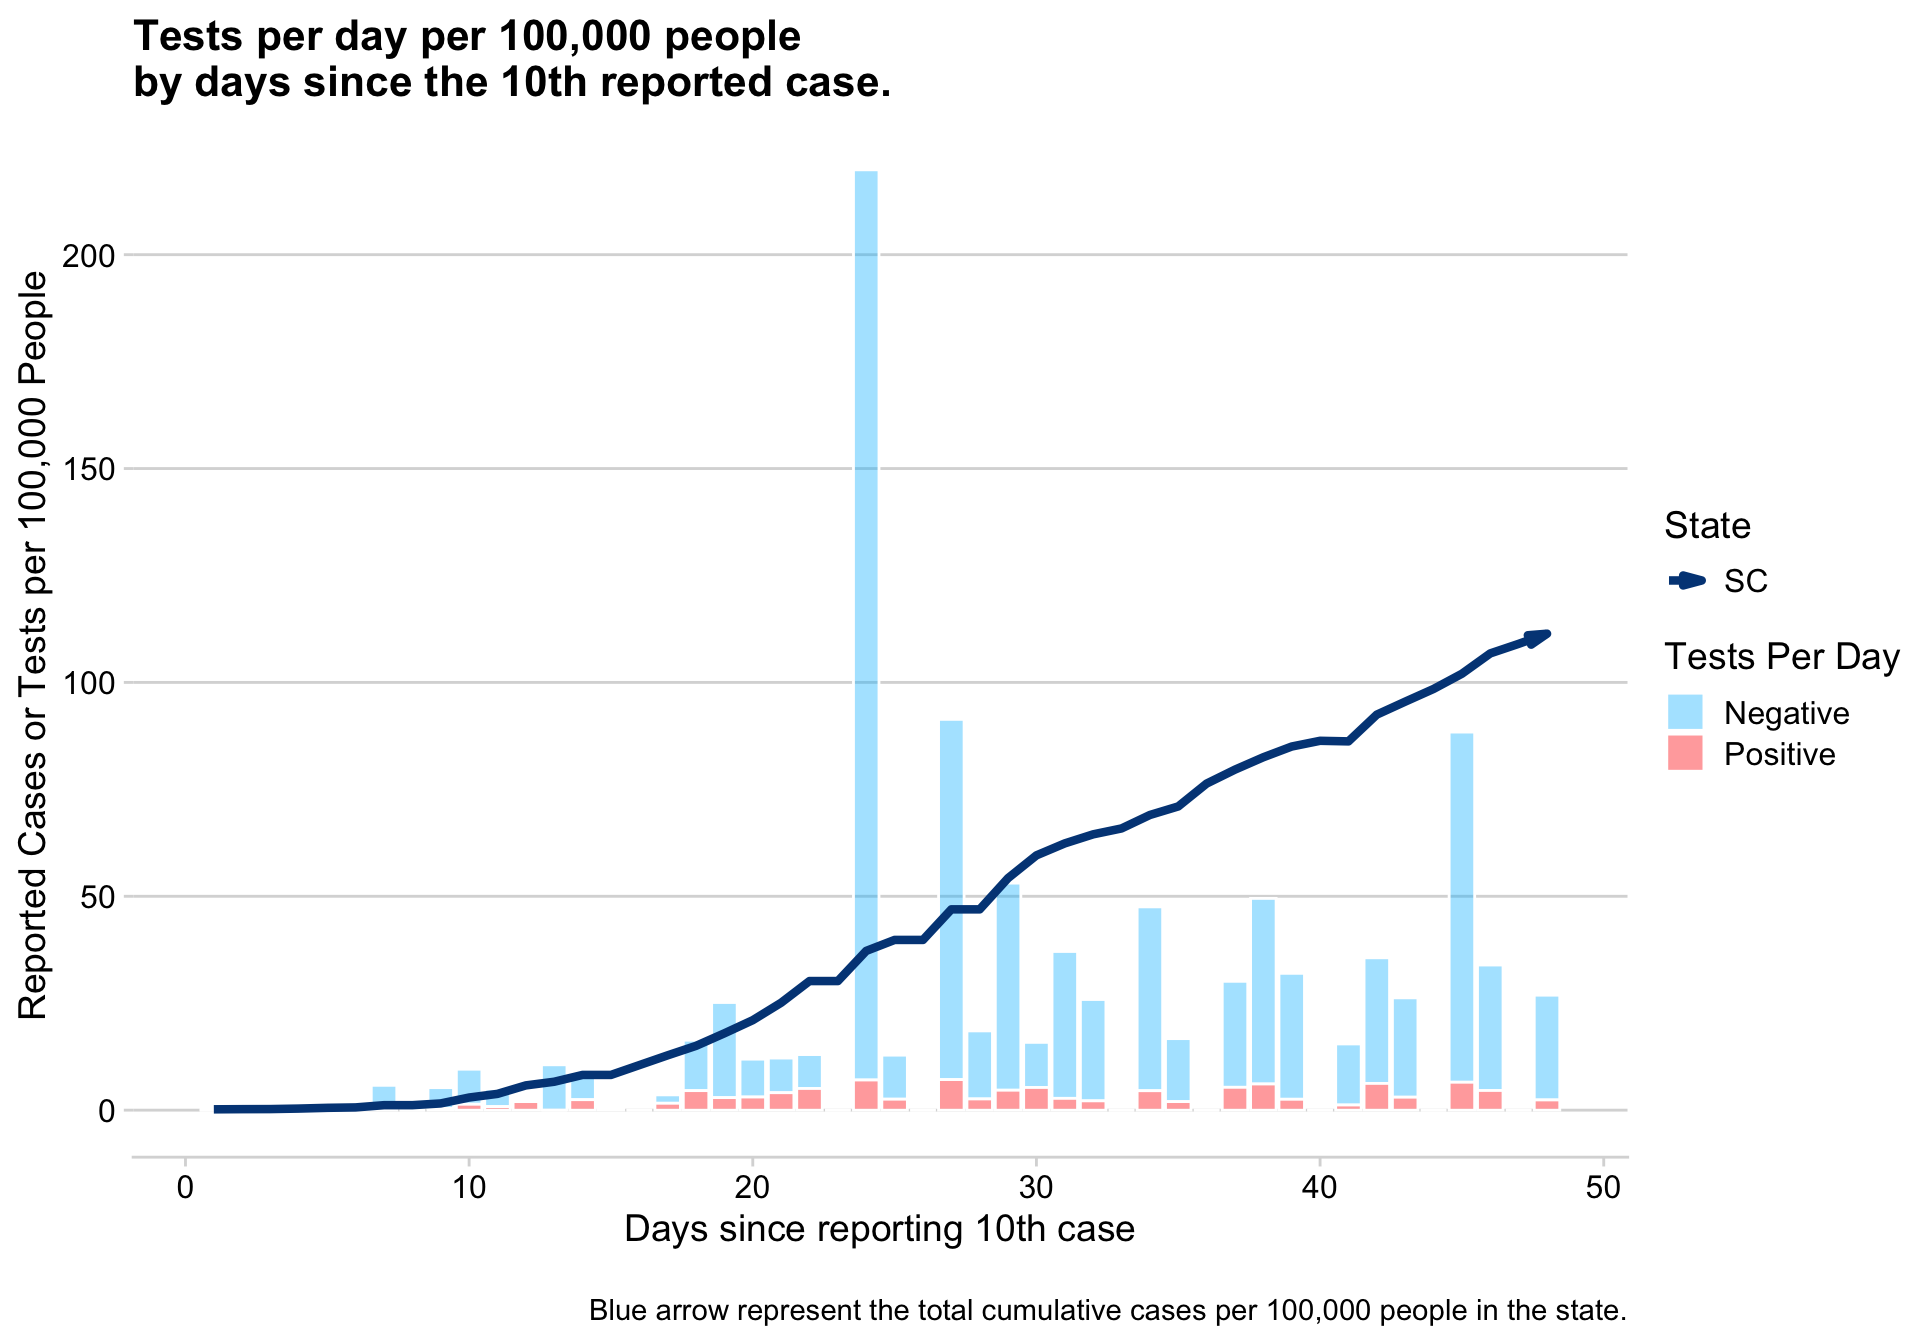 Tests per day per 100,000 people
by days since the 10th reported case.
Reported Cases or Tests per 100,000 People
200
150
100
50
0
0 10 20 30 40 50
Days since reporting 10th case
State
SC
Tests Per Day
Negative
Positive
Blue arrow represent the total cumulative cases per 100,000 people in the state.